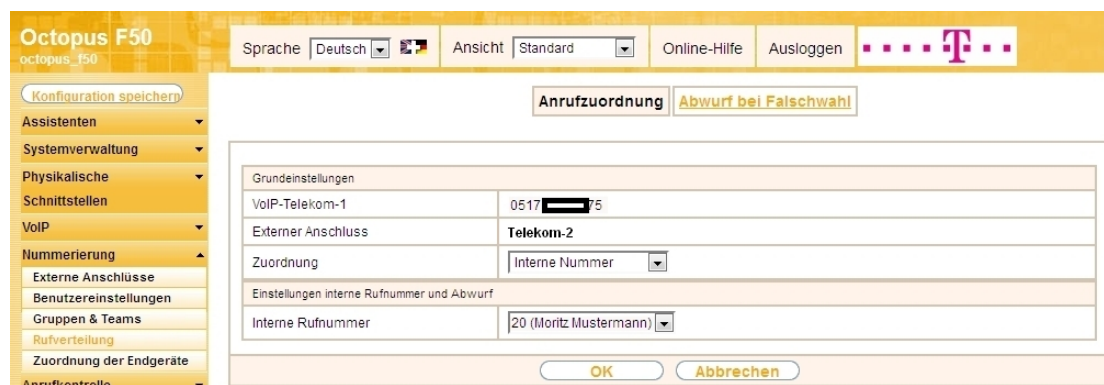 Octopus F50
octopus_f50
Sprache Deutsch Ansicht Standard Online-Hilfe Ausloggen T
Konfiguration speichern
Assistenten
Systemverwaltung
Physikalische
Schnittstellen
VoIP
Nummerierung
Externe Anschlüsse
Benutzereinstellungen
Gruppen & Teams
Rufverteilung
Zuordnung der Endgeräte
Anrufkontrolle
Anrufzuordnung Abwurf bei Falschwahl
Grundeinstellungen
VoIP-Telekom-1 0517 75
Externer Anschluss Telekom-2
Zuordnung Interne Nummer
Einstellungen interne Rufnummer und Abwurf
Interne Rufnummer 20 (Moritz Mustermann)
OK Abbrechen